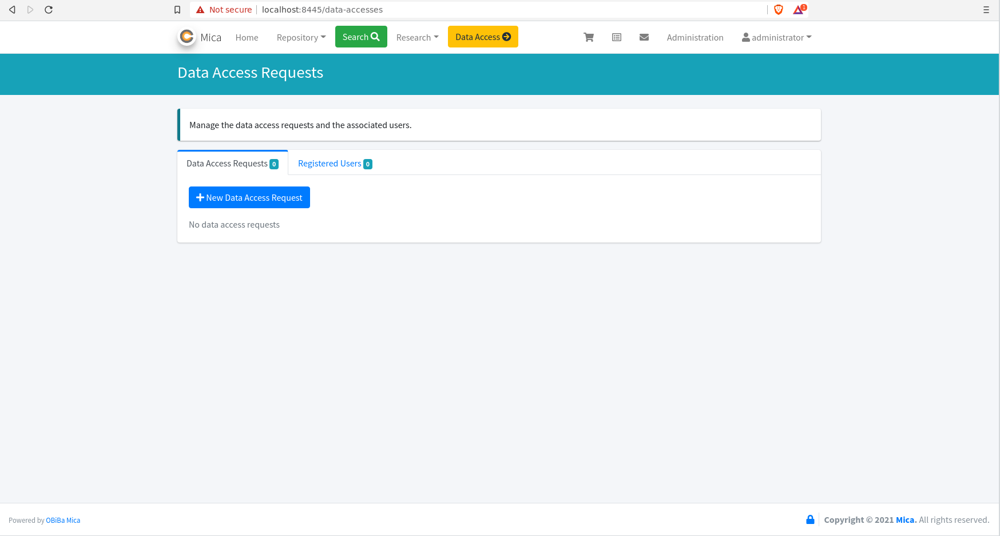 Not secure localhost:8445/data-accesses 1
Mica Home Repository Search Research Data Access Administration administrator
Data Access Requests
Manage the data access requests and the associated users.
Data Access Requests 0 Registered Users 0
New Data Access Request
No data access requests
Powered by OBiBa Mica Copyright © 2021 Mica. All rights reserved.